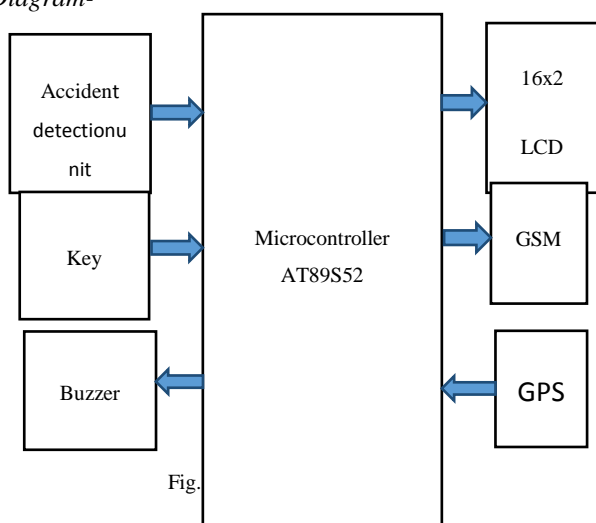 Diagram-
Accident
detectionu
nit
Key
Buzzer
Microcontroller
AT89S52
16x2
LCD
GSM
GPS
Fig.